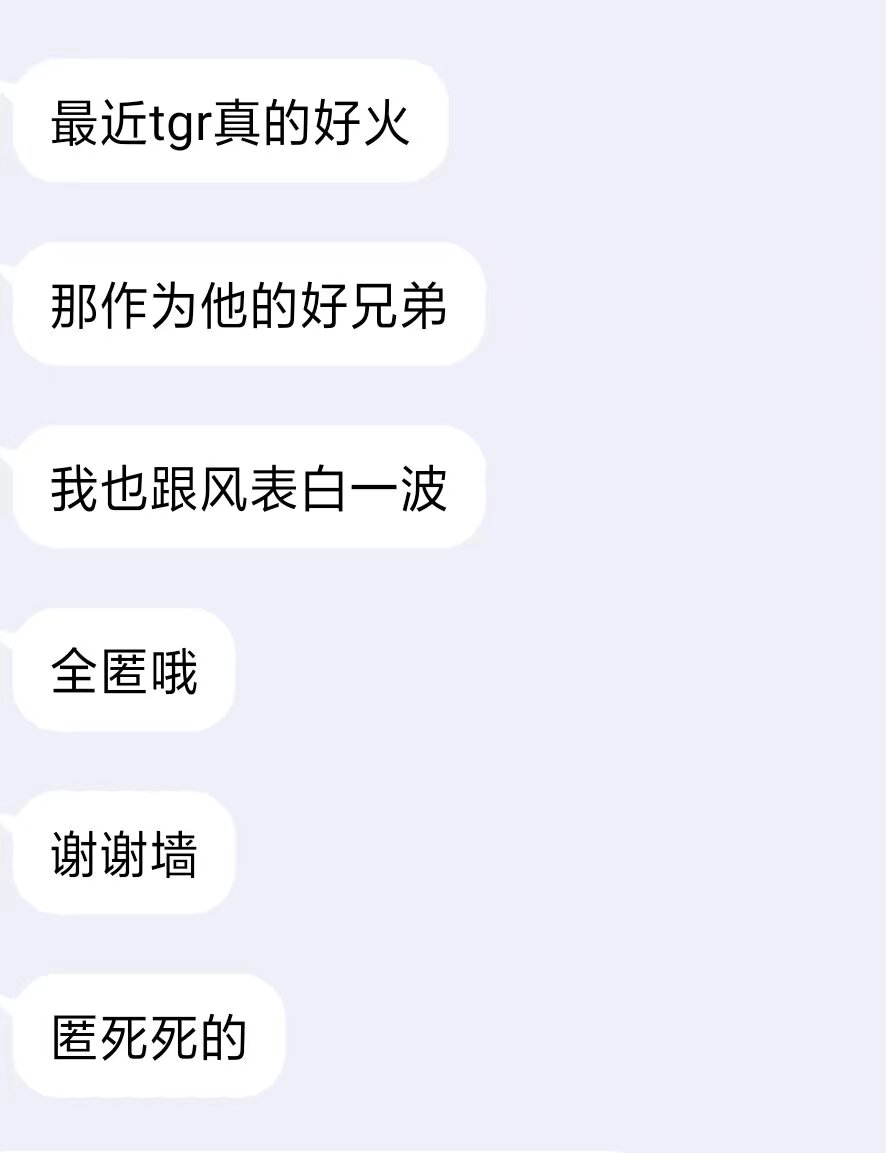 最近tgr真的好火
那作为他的好兄弟
我也跟风表白一波
全匿哦
谢谢墙
匿死死的